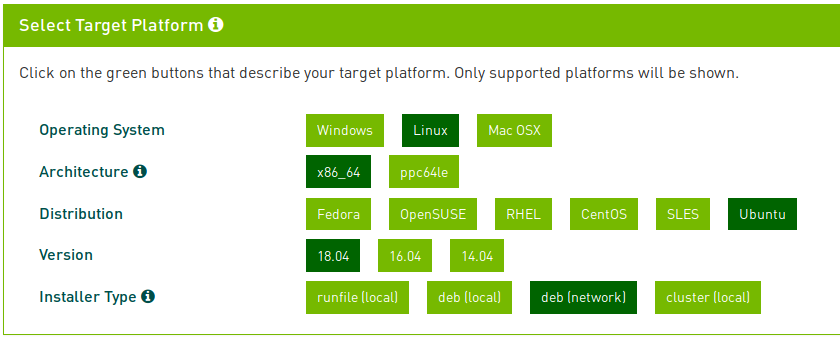 Select Target Platform
Click on the green buttons that describe your target platform. Only supported platforms will be shown.
Operating System Windows Linux Mac OSX
Architecture x86_64 ppc64le
Distribution Fedora OpenSUSE RHEL CentOS SLES Ubuntu
Version 18.04 16.04 14.04
Installer Type runfile (local) deb (local) deb (network) cluster (local)